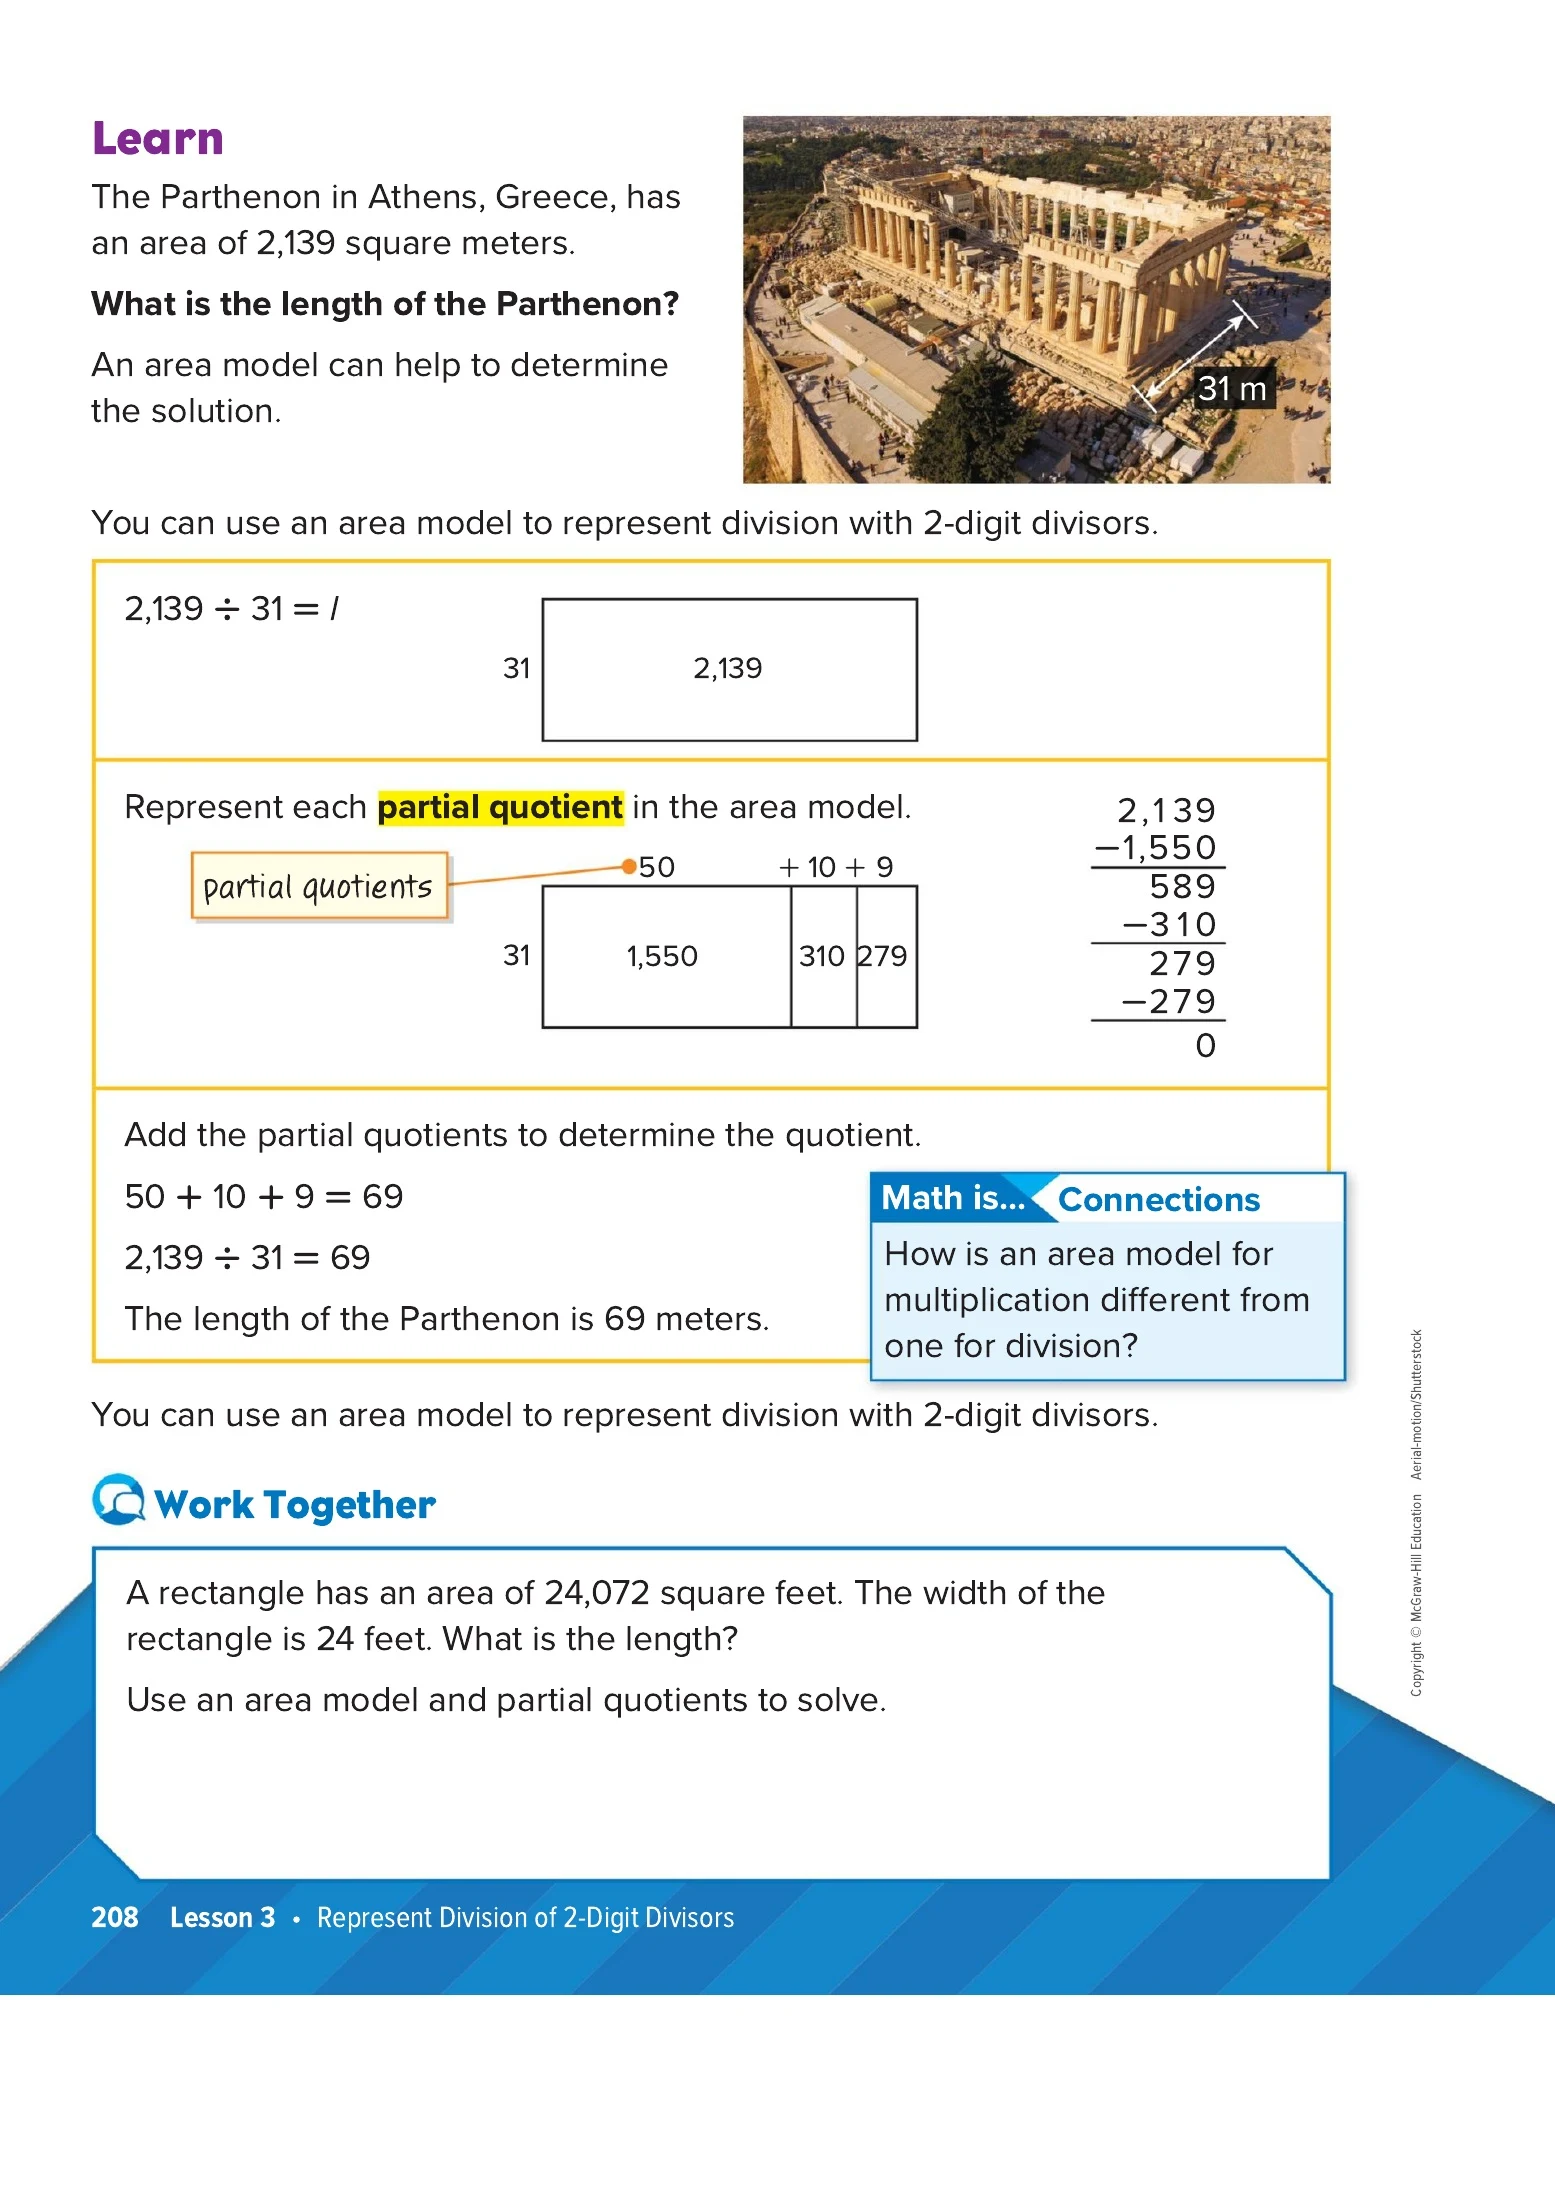 Learn
The Parthenon in Athens, Greece, has
an area of 2,139 square meters.
What is the length of the Parthenon?
An area model can help to determine
the solution.
31 m
You can use an area model to represent division with 2-digit divisors.
2,139 ÷ 31 = l
31
2,139
Represent each partial quotient in the area model.
partial quotients
50 + 10 + 9
31
1,550 310 279
2,139
−1,550
589
−310
279
−279
0
Add the partial quotients to determine the quotient.
50 + 10 + 9 = 69
2,139 ÷ 31 = 69
The length of the Parthenon is 69 meters.
Math is... Connections
How is an area model for
multiplication different from
one for division?
You can use an area model to represent division with 2-digit divisors.
Work Together
A rectangle has an area of 24,072 square feet. The width of the
rectangle is 24 feet. What is the length?
Use an area model and partial quotients to solve.
208 Lesson 3 • Represent Division of 2-Digit Divisors
Copyright © McGraw-Hill Education Aerial-motion/Shutterstock